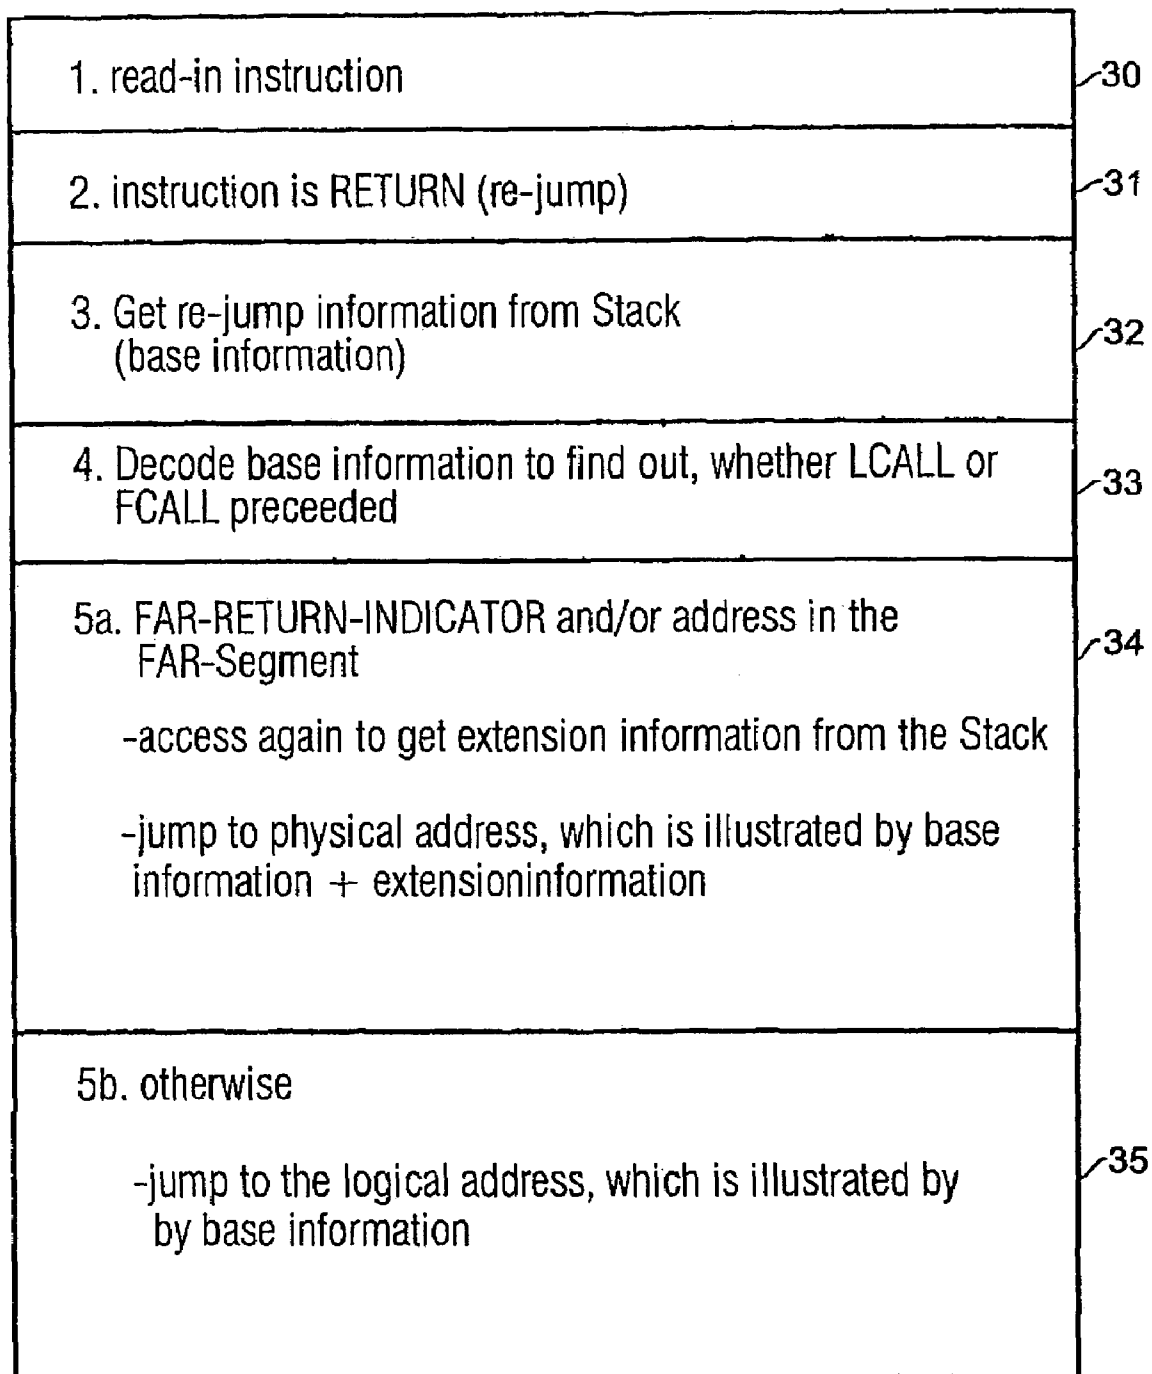 1. read-in instruction
30
2. instruction is RETURN (re-jump)
31
3. Get re-jump information from Stack
(base information)
32
4. Decode base information to find out, whether LCALL or
FCALL preceeded
33
5a. FAR-RETURN-INDICATOR and/or address in the
FAR-Segment
34
-access again to get extension information from the Stack
-jump to physical address, which is illustrated by base
information + extensioninformation
5b. otherwise
35
-jump to the logical address, which is illustrated by
by base information